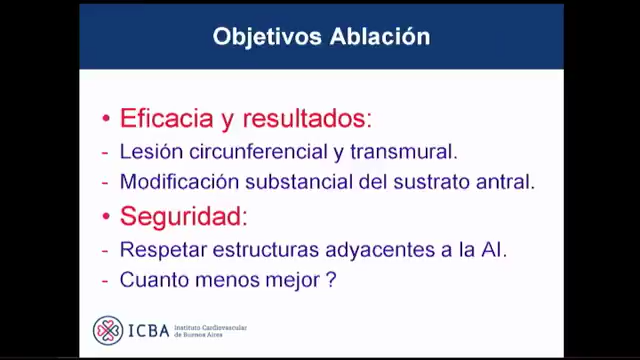 Objetivos Ablación
• Eficacia y resultados:
- Lesión circunferencial y transmural.
- Modificación substancial del sustrato antral.
• Seguridad:
- Respetar estructuras adyacentes a la AI.
- Cuanto menos mejor ?
ICBA
Instituto Cardiovascular
de Buenos Aires